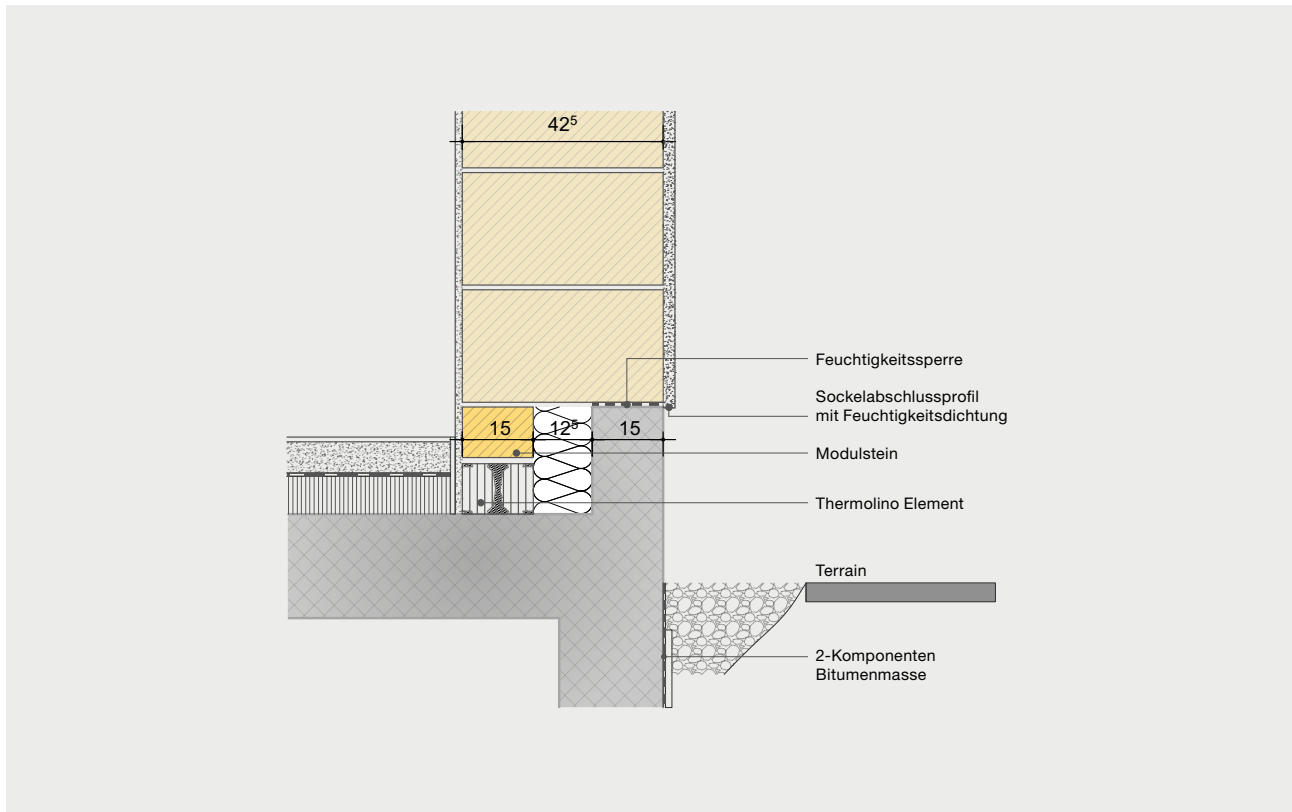 42⁵
Feuchtigkeitssperre
Sockelabschlussprofil
mit Feuchtigkeitsdichtung
15 12⁵ 15
Modulstein
Thermolino Element
Terrain
2-Komponenten
Bitumenmasse